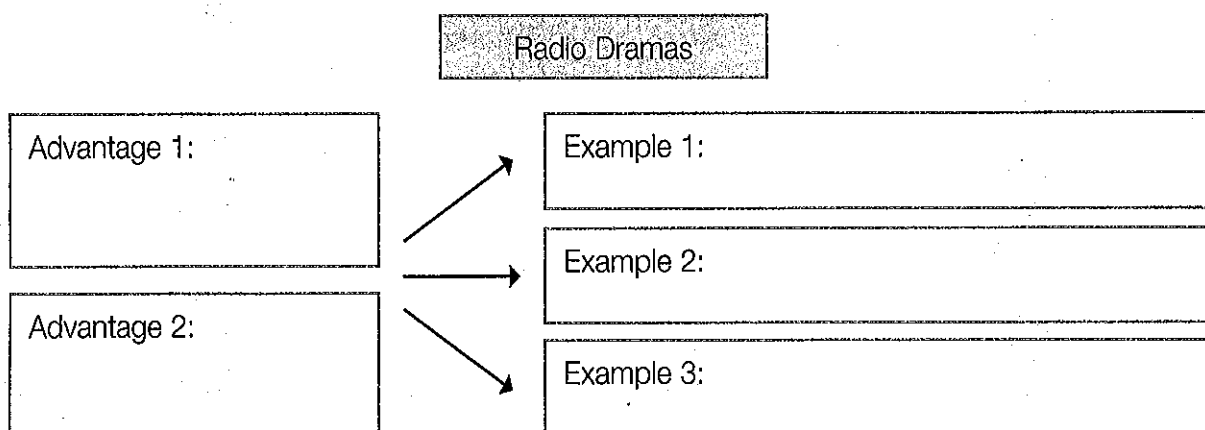 Radio Dramas
Advantage 1:
Advantage 2:
Example 1:
Example 2:
Example 3: